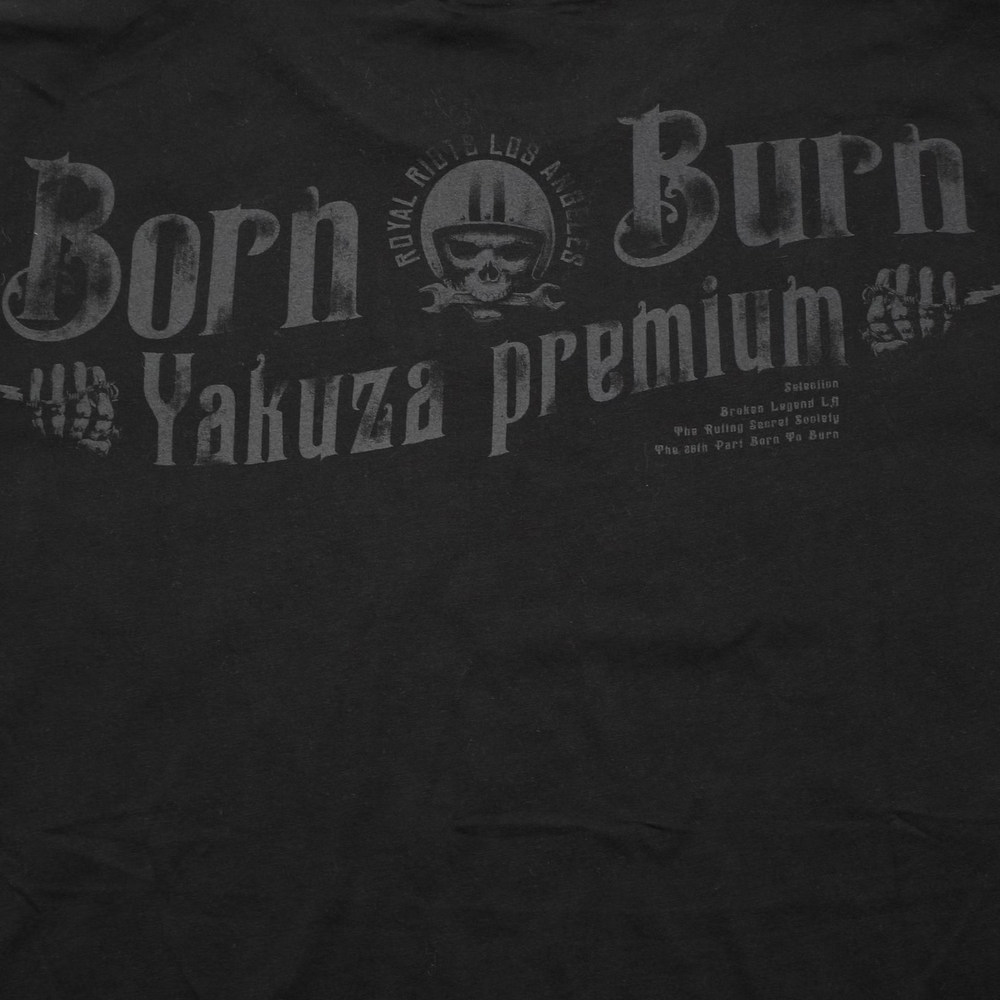 Born Burn
ROYAL RIOTS LOS ANGELES
Yakuza premium
Selection
Broken Legend LA
The Ruling Secret Society
The 26th Part Born To Burn